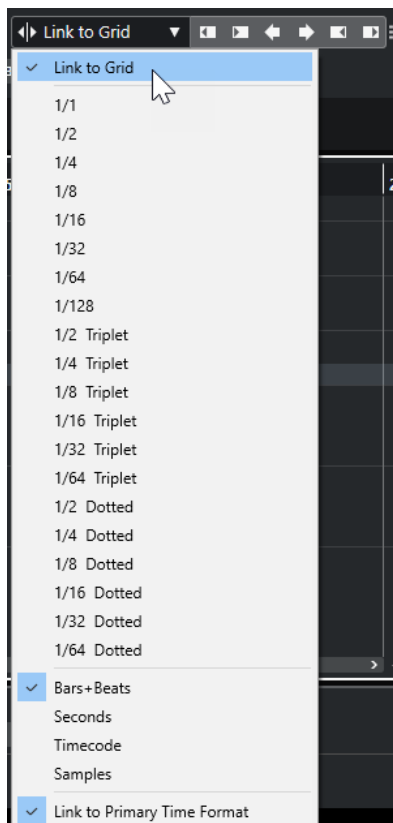 Link to Grid
Link to Grid
1/1
1/2
1/4
1/8
1/16
1/32
1/64
1/128
1/2 Triplet
1/4 Triplet
1/8 Triplet
1/16 Triplet
1/32 Triplet
1/64 Triplet
1/2 Dotted
1/4 Dotted
1/8 Dotted
1/16 Dotted
1/32 Dotted
1/64 Dotted
Bars+Beats
Seconds
Timecode
Samples
Link to Primary Time Format